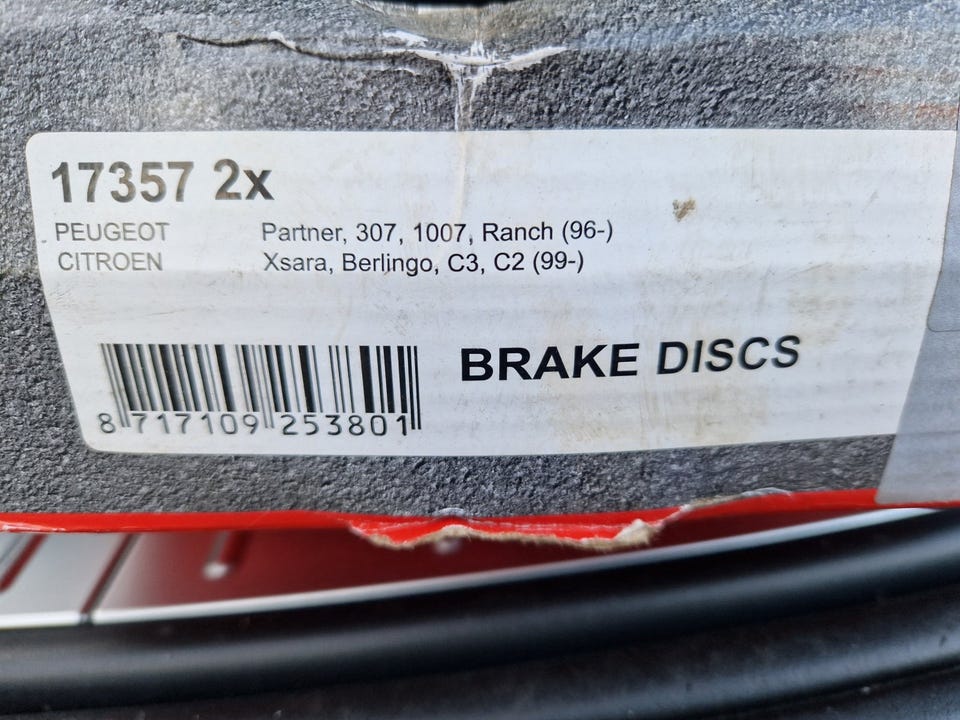 17357 2x
PEUGEOT Partner, 307, 1007, Ranch (96-)
CITROEN Xsara, Berlingo, C3, C2 (99-)
BRAKE DISCS
8 717109 253801